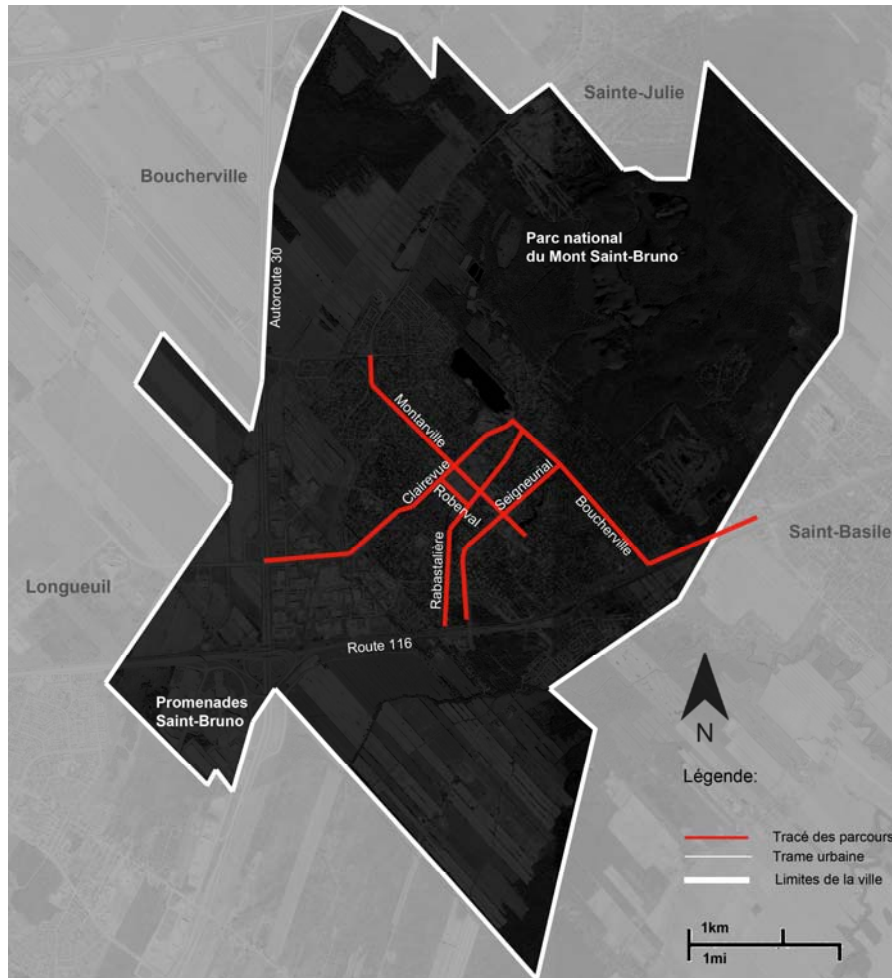 Sainte-Julie
Boucherville
Parc national
du Mont Saint-Bruno
Autoroute 30
Montarville
Clairevue
Roberval
Seigneurial
Boucherville
Rabastalière
Saint-Basile
Longueuil
Route 116
Promenades
Saint-Bruno
N
Légende:
Tracé des parcours
Trame urbaine
Limites de la ville
1km
1mi